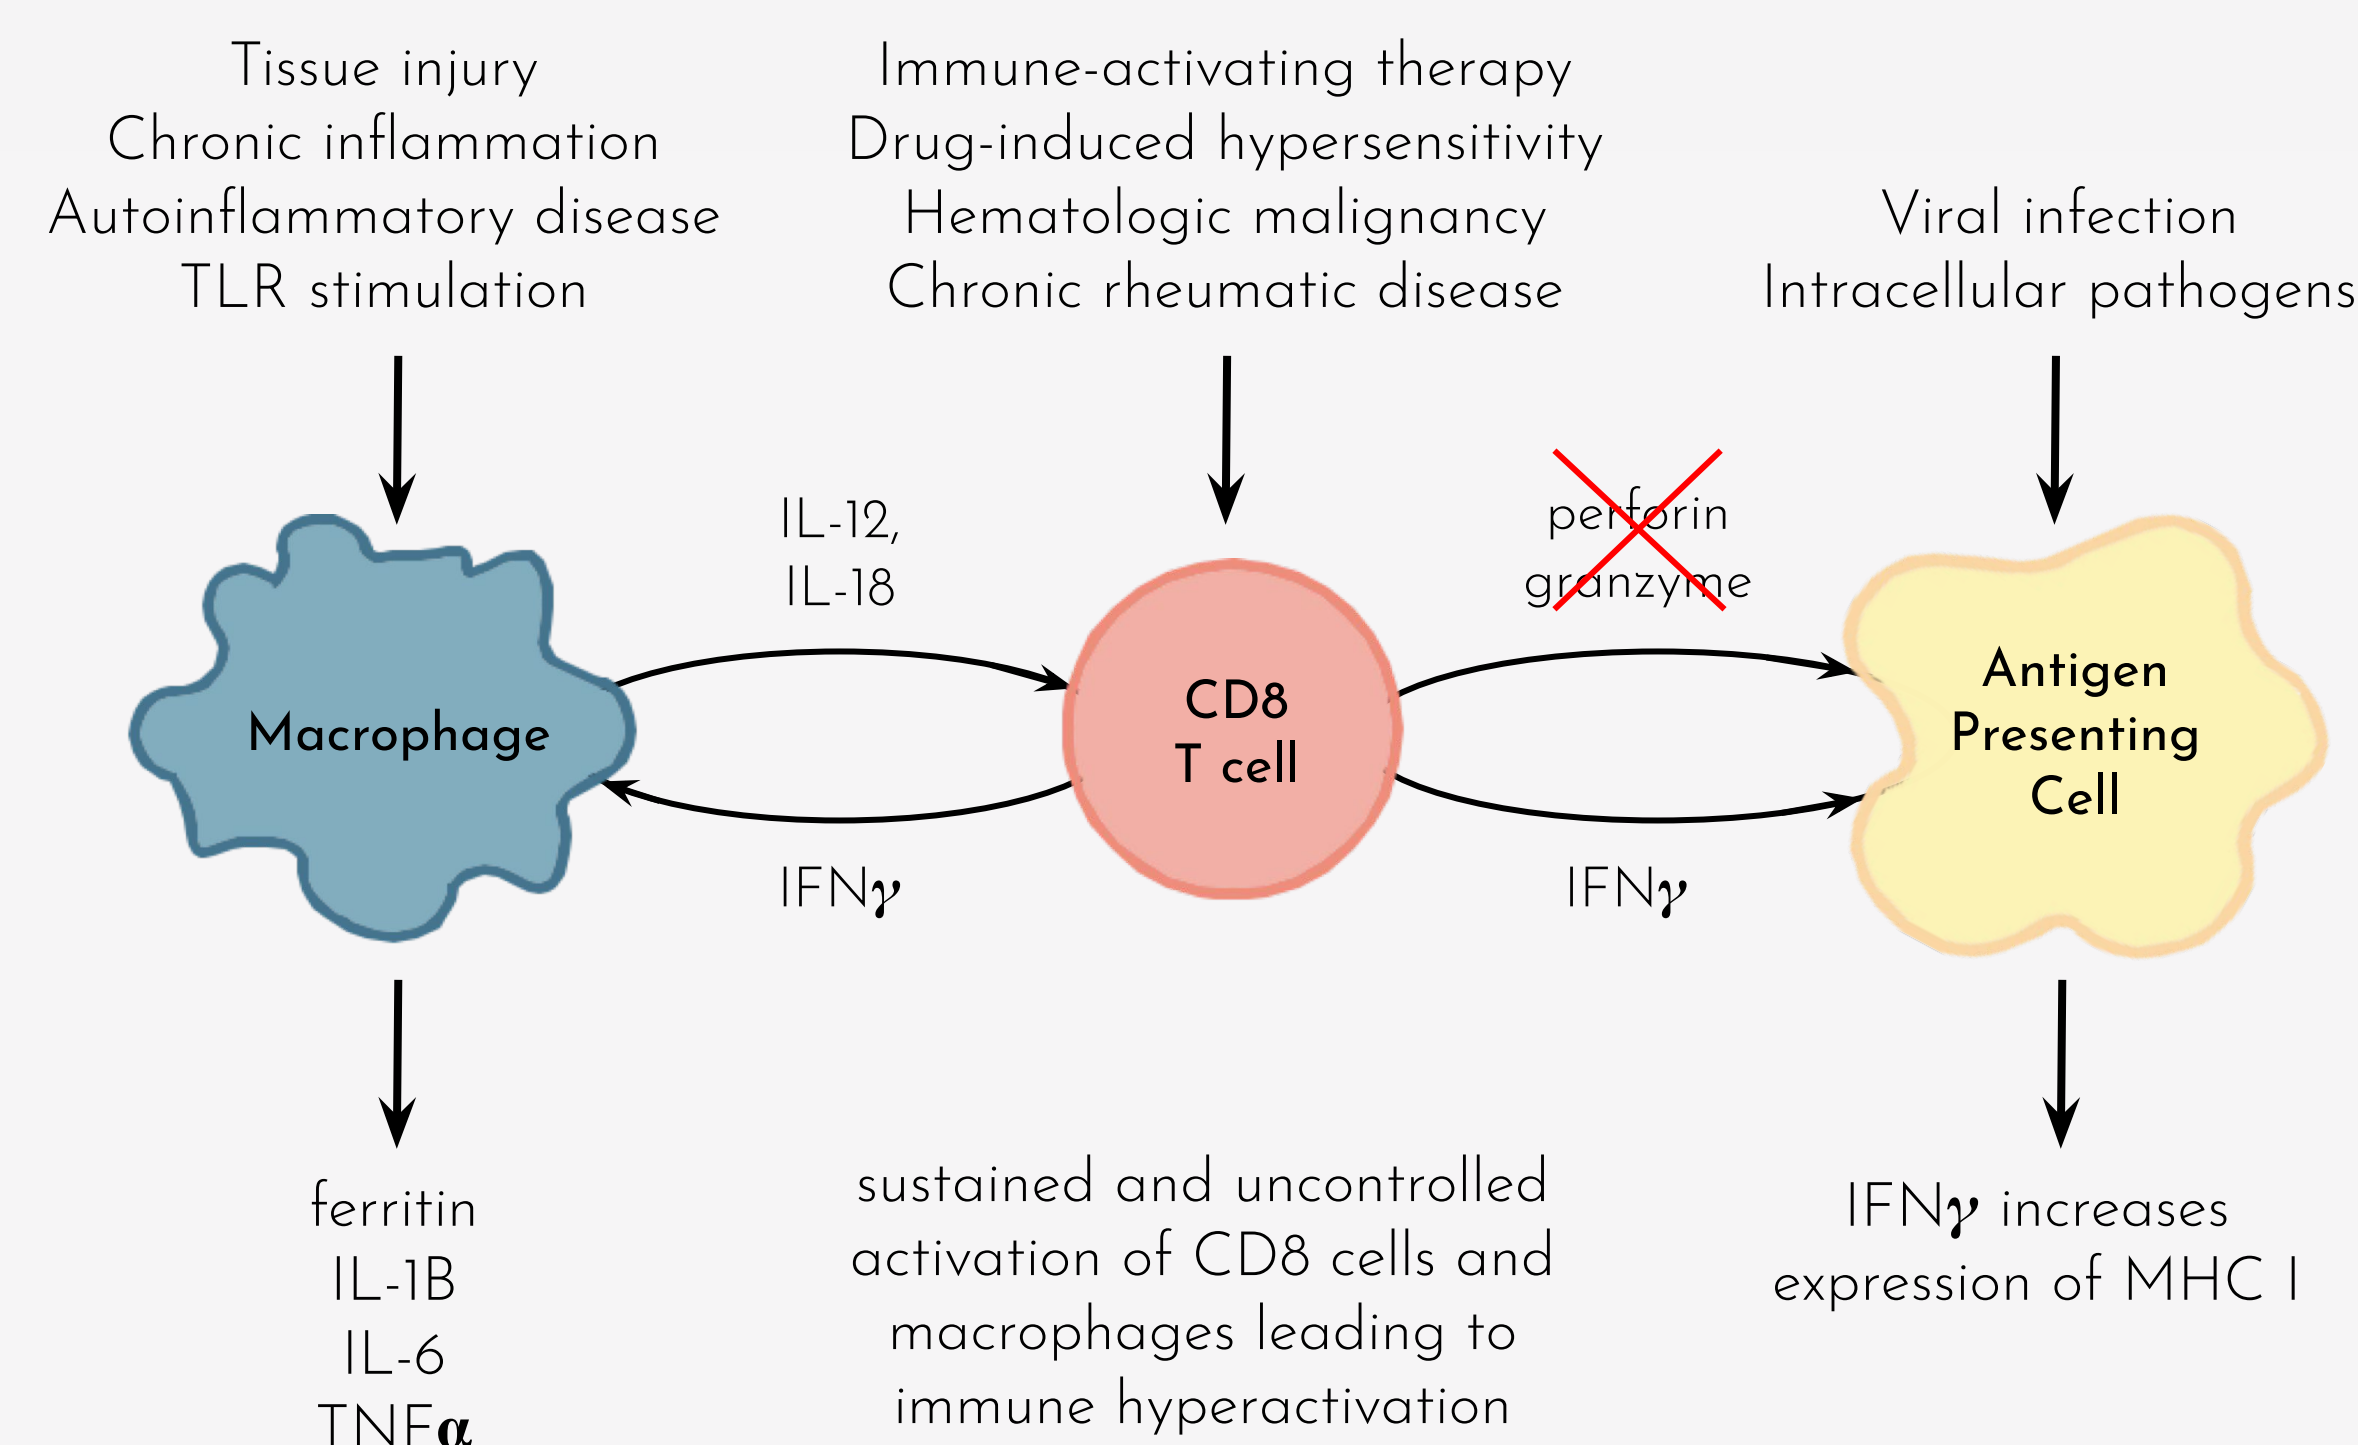 Tissue injury
Chronic inflammation
Autoinflammatory disease
TLR stimulation
Immune-activating therapy
Drug-induced hypersensitivity
Hematologic malignancy
Chronic rheumatic disease
Viral infection
Intracellular pathogens
IL-12,
IL-18
perforin
granzyme
Macrophage
CD8
T cell
Antigen
Presenting
Cell
IFNγ
IFNγ
ferritin
IL-1B
IL-6
TNFα
sustained and uncontrolled
activation of CD8 cells and
macrophages leading to
immune hyperactivation
IFNγ increases
expression of MHC I